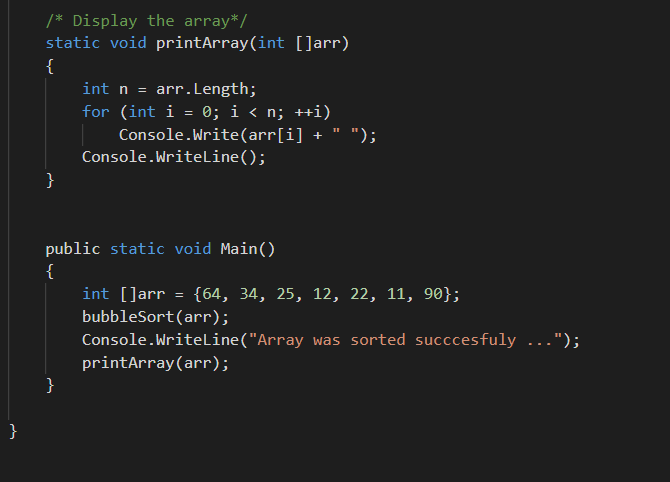 /* Display the array*/
static void printArray(int []arr)
{
int n = arr.Length;
for (int i = 0; i < n; ++i)
Console.Write(arr[i] + " ");
Console.WriteLine();
}
public static void Main()
{
int []arr = {64, 34, 25, 12, 22, 11, 90};
bubbleSort(arr);
Console.WriteLine("Array was sorted succcesfuly ...");
printArray(arr);
}
}